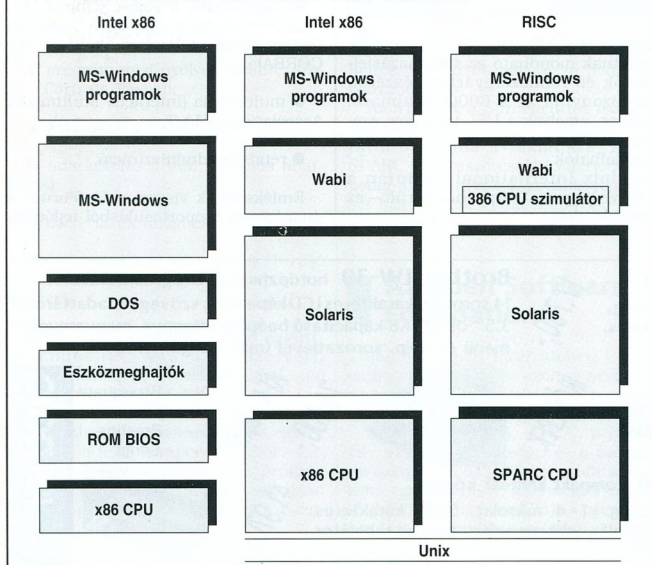 Intel x86
MS-Windows
programok
MS-Windows
DOS
Eszközmeghajtók
ROM BIOS
x86 CPU
Intel x86
MS-Windows
programok
Wabi
Solaris
x86 CPU
RISC
MS-Windows
programok
Wabi
386 CPU szimulátor
Solaris
SPARC CPU
Unix